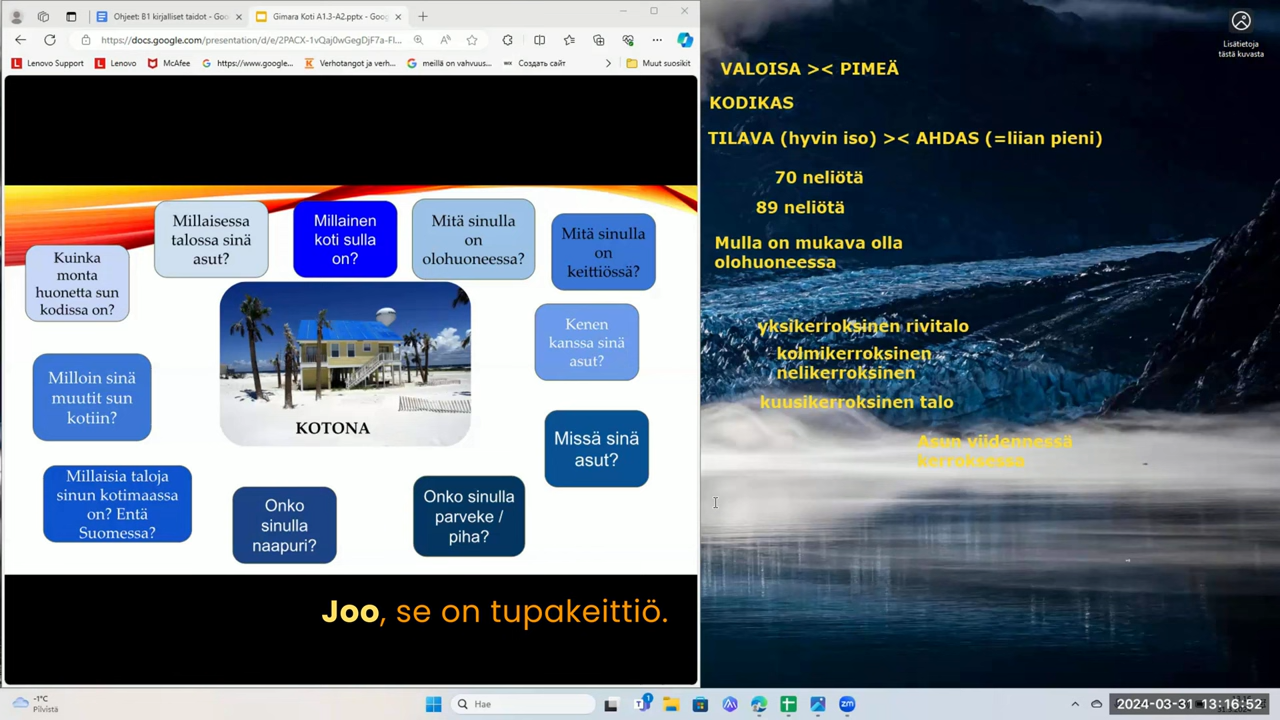 Ohjeet: B1 kirjalliset taidot - Goo
Gimara Koti A1.3-A2.pptx - Goog
https://docs.google.com/presentation/d/e/2PACX-1vQaj0wGegDjF7a-Fl...
Lenovo Support
Lenovo
McAfee
https://www.google...
Verhotangot ja verh...
meillä on vahvuus...
Создать сайт
Muut suosikit
Millaisessa
talossa sinä
asut?
Millainen
koti sulla
on?
Mitä sinulla
on
olohuoneessa?
Mitä sinulla
on
keittiössä?
Kuinka
monta
huonetta sun
kodissa on?
Kenen
kanssa sinä
asut?
Milloin sinä
muutit sun
kotiin?
KOTONA
Missä sinä
asut?
Millaisia taloja
sinun kotimaassa
on? Entä
Suomessa?
Onko
sinulla
naapuri?
Onko sinulla
parveke /
piha?
Joo, se on tupakeittiö.
VALOISA >< PIMEÄ
KODIKAS
TILAVA (hyvin iso) >< AHDAS (=liian pieni)
70 neliötä
89 neliötä
Mulla on mukava olla
olohuoneessa
yksikerroksinen rivitalo
kolmikerroksinen
nelikerroksinen
kuusikerroksinen talo
Asun viidennessä
kerroksessa
Lisätietoja
tästä kuvasta
-1°C
Pilvistä
Hae
2024-03-31 13:16:52